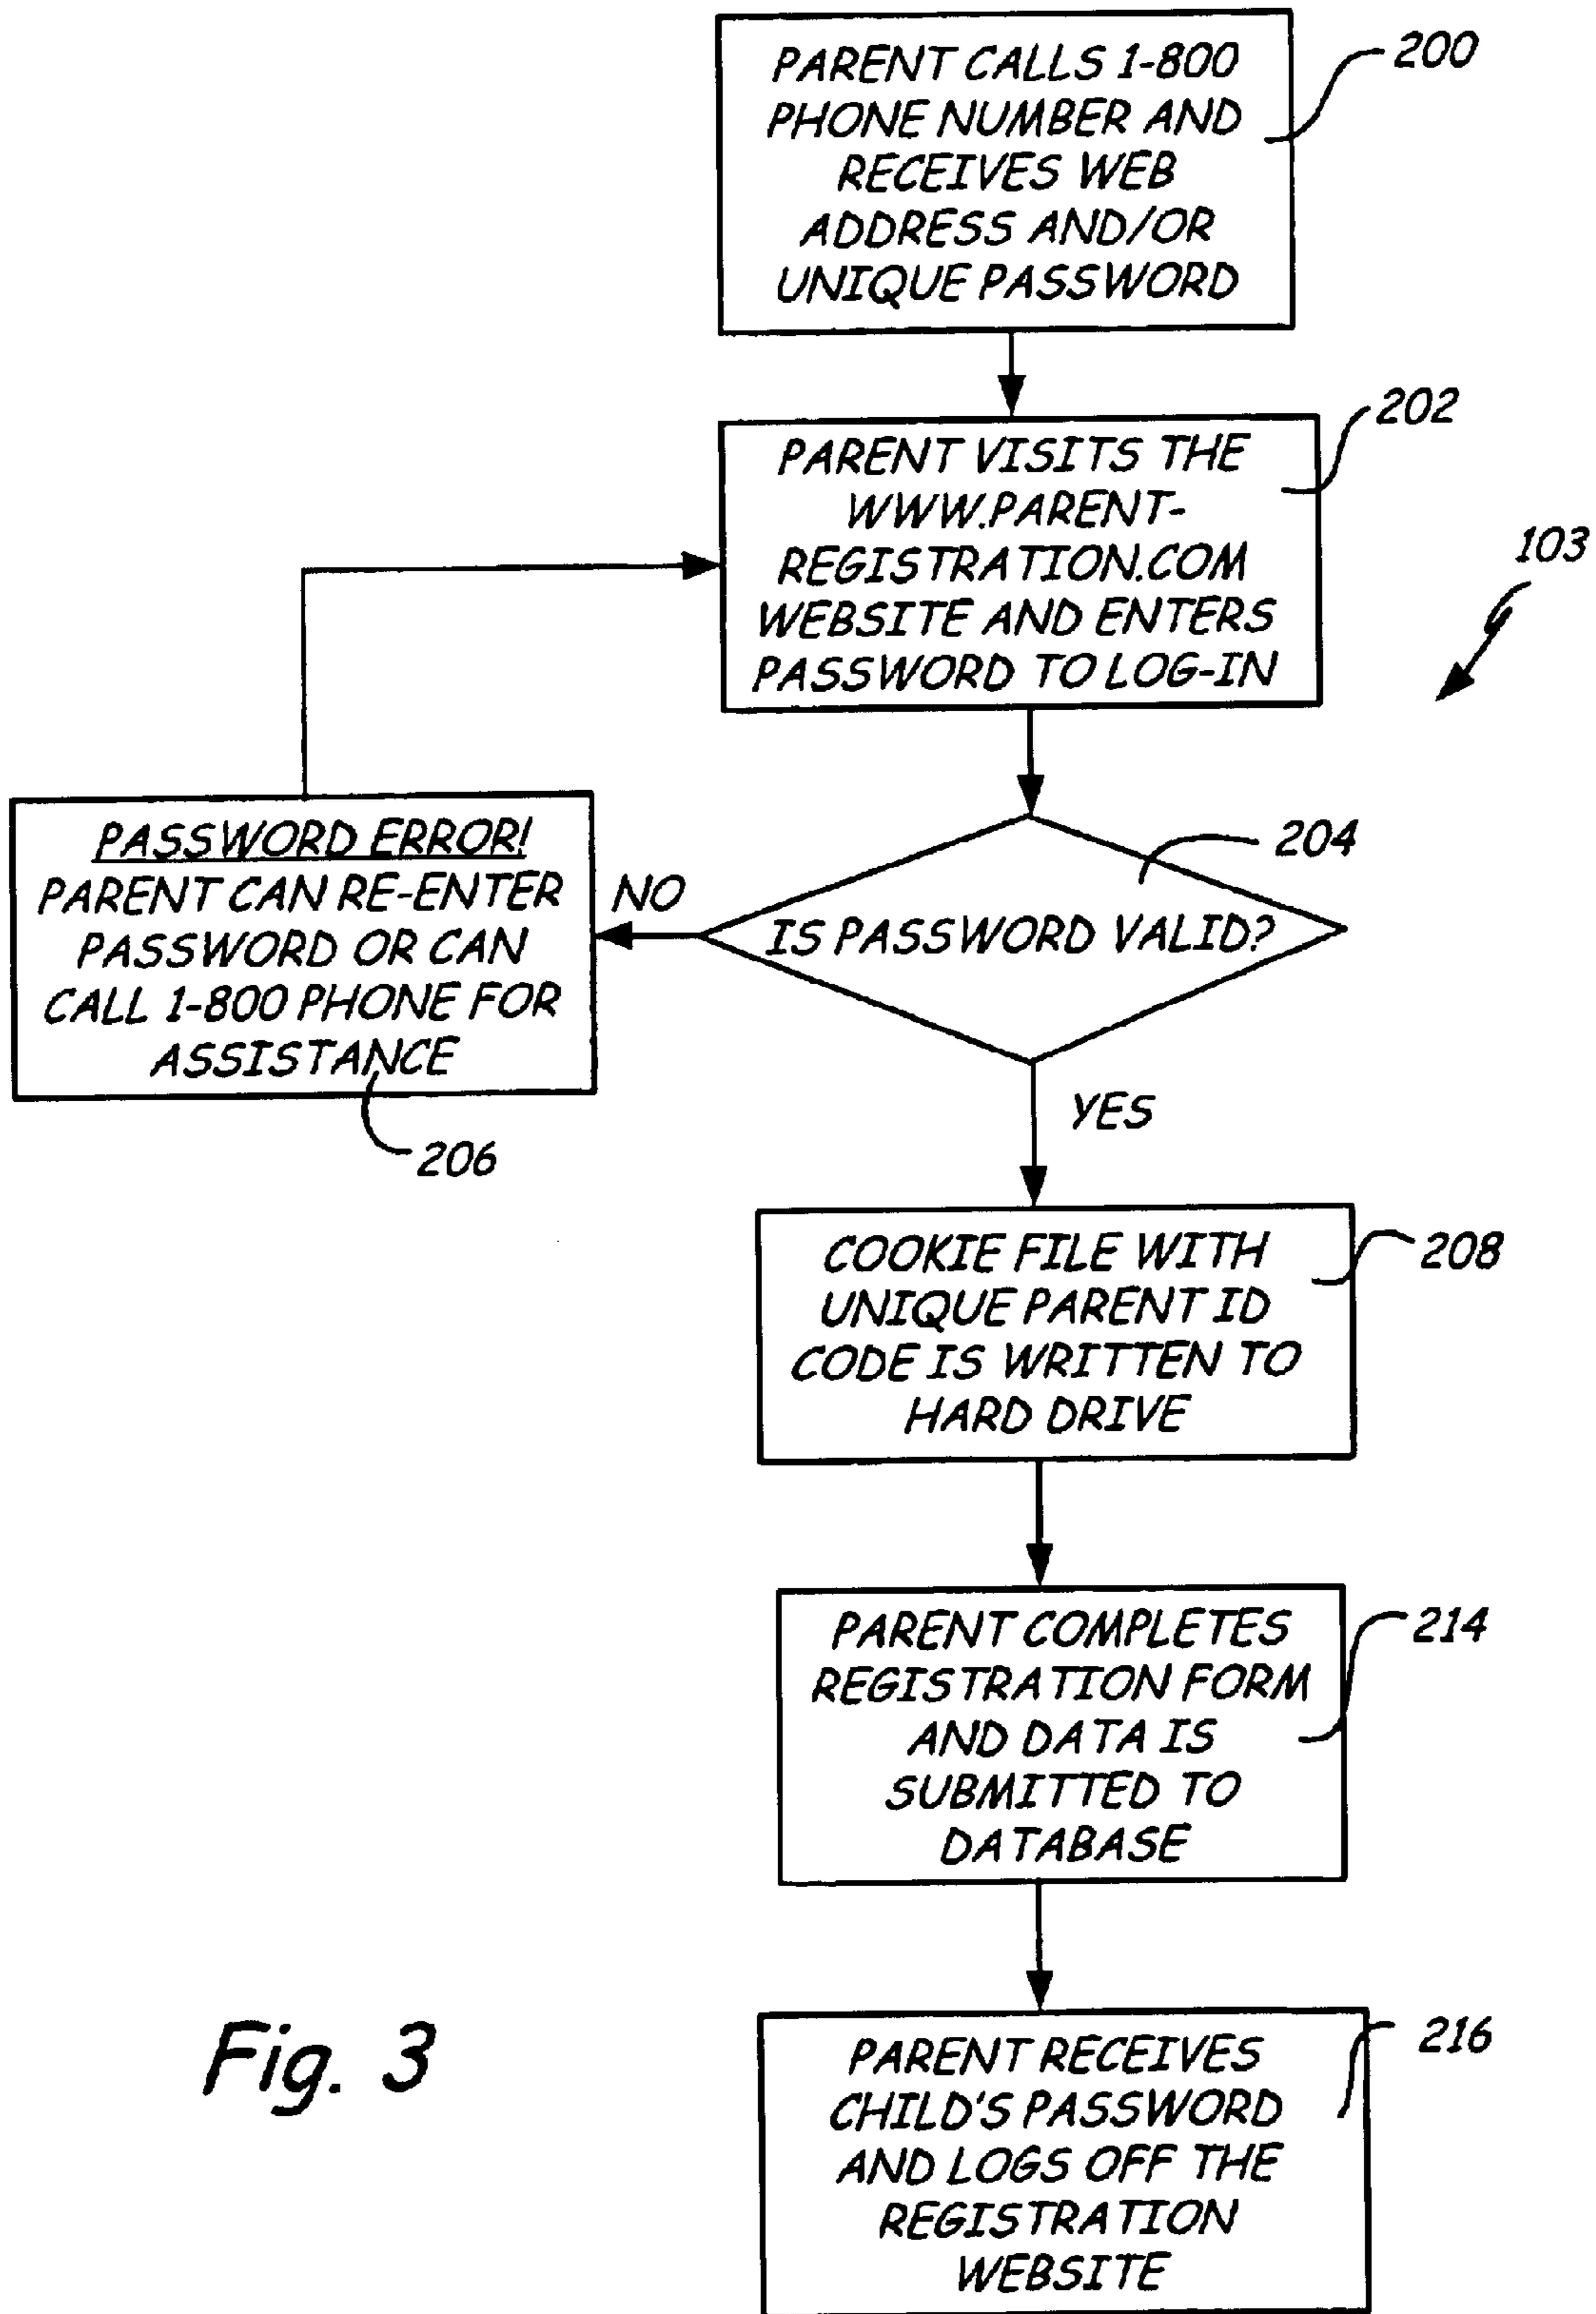 PARENT CALLS 1-800
PHONE NUMBER AND
RECEIVES WEB
ADDRESS AND/OR
UNIQUE PASSWORD
200
PARENT VISITS THE
WWW.PARENT-
REGISTRATION.COM
WEBSITE AND ENTERS
PASSWORD TO LOG-IN
202
103
IS PASSWORD VALID?
204
NO
PASSWORD ERROR!
PARENT CAN RE-ENTER
PASSWORD OR CAN
CALL 1-800 PHONE FOR
ASSISTANCE
206
YES
COOKIE FILE WITH
UNIQUE PARENT ID
CODE IS WRITTEN TO
HARD DRIVE
208
PARENT COMPLETES
REGISTRATION FORM
AND DATA IS
SUBMITTED TO
DATABASE
214
PARENT RECEIVES
CHILD'S PASSWORD
AND LOGS OFF THE
REGISTRATION
WEBSITE
216
Fig. 3